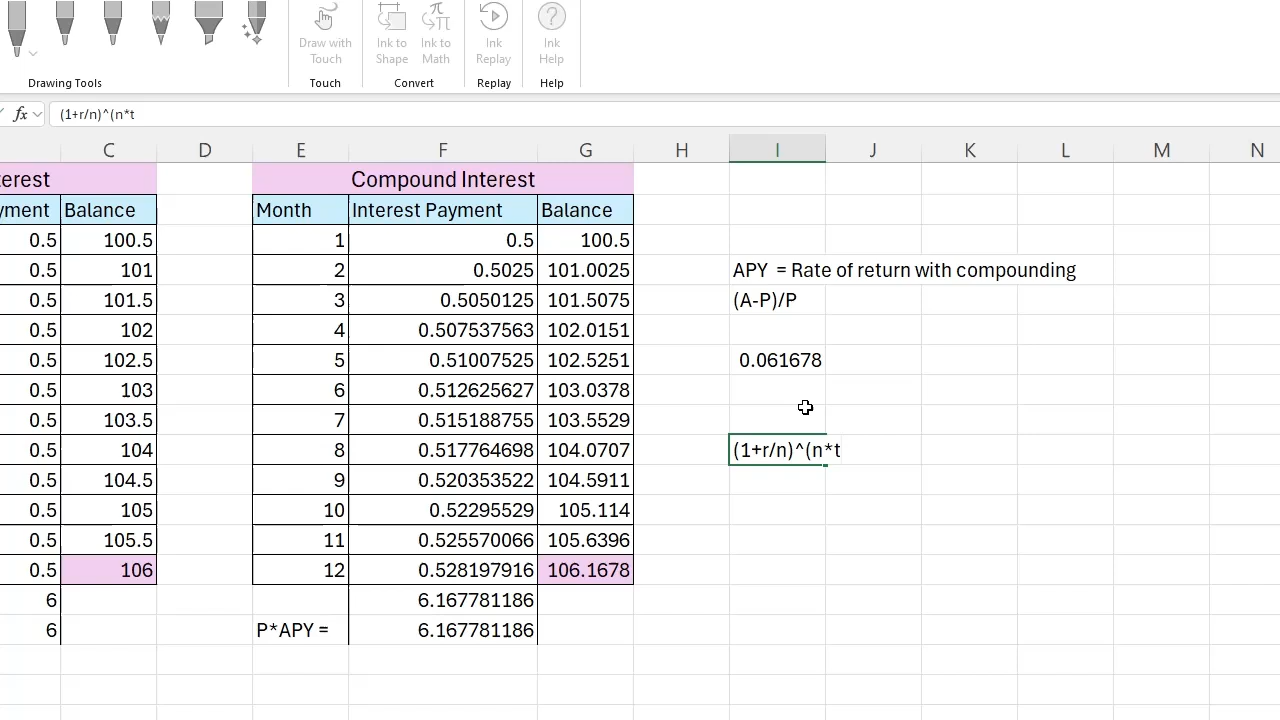 Draw with Touch
Ink to Shape
Ink to Math
Ink Replay
Ink Help
Drawing Tools
Touch
Convert
Replay
Help
fx (1+r/n)^(n*t
C D E F G H I J K L M N
erest Compound Interest
yment Balance Month Interest Payment Balance
0.5 100.5 1 0.5 100.5
0.5 101 2 0.5025 101.0025 APY = Rate of return with compounding
0.5 101.5 3 0.5050125 101.5075 (A-P)/P
0.5 102 4 0.507537563 102.0151
0.5 102.5 5 0.51007525 102.5251 0.061678
0.5 103 6 0.512625627 103.0378
0.5 103.5 7 0.515188755 103.5529
0.5 104 8 0.517764698 104.0707 (1+r/n)^(n*t
0.5 104.5 9 0.520353522 104.5911
0.5 105 10 0.52295529 105.114
0.5 105.5 11 0.525570066 105.6396
0.5 106 12 0.528197916 106.1678
6 6.167781186
6 P*APY = 6.167781186